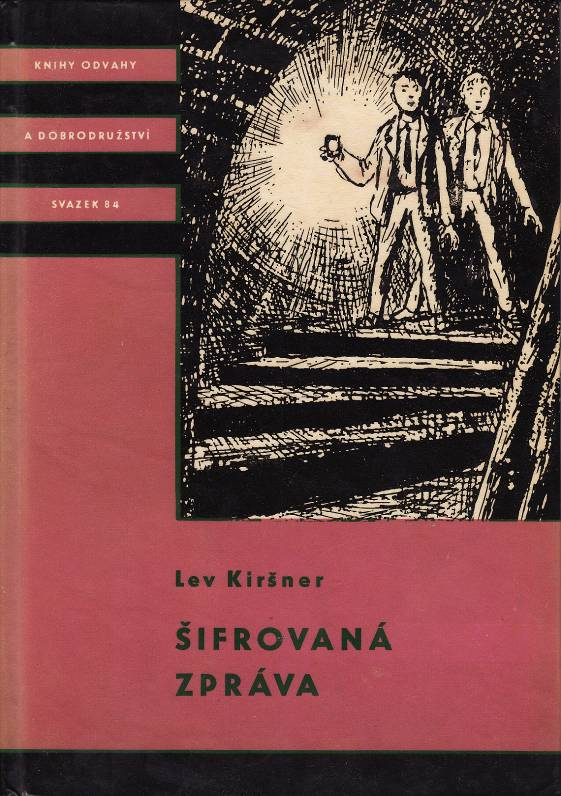 KNIHY ODVAHY
A DOBRODRUŽSTVÍ
SVAZEK 84
Lev Kiršner
ŠIFROVANÁ
ZPRÁVA